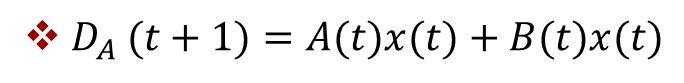 ❖ D_A (t + 1) = A(t)x(t) + B(t)x(t)